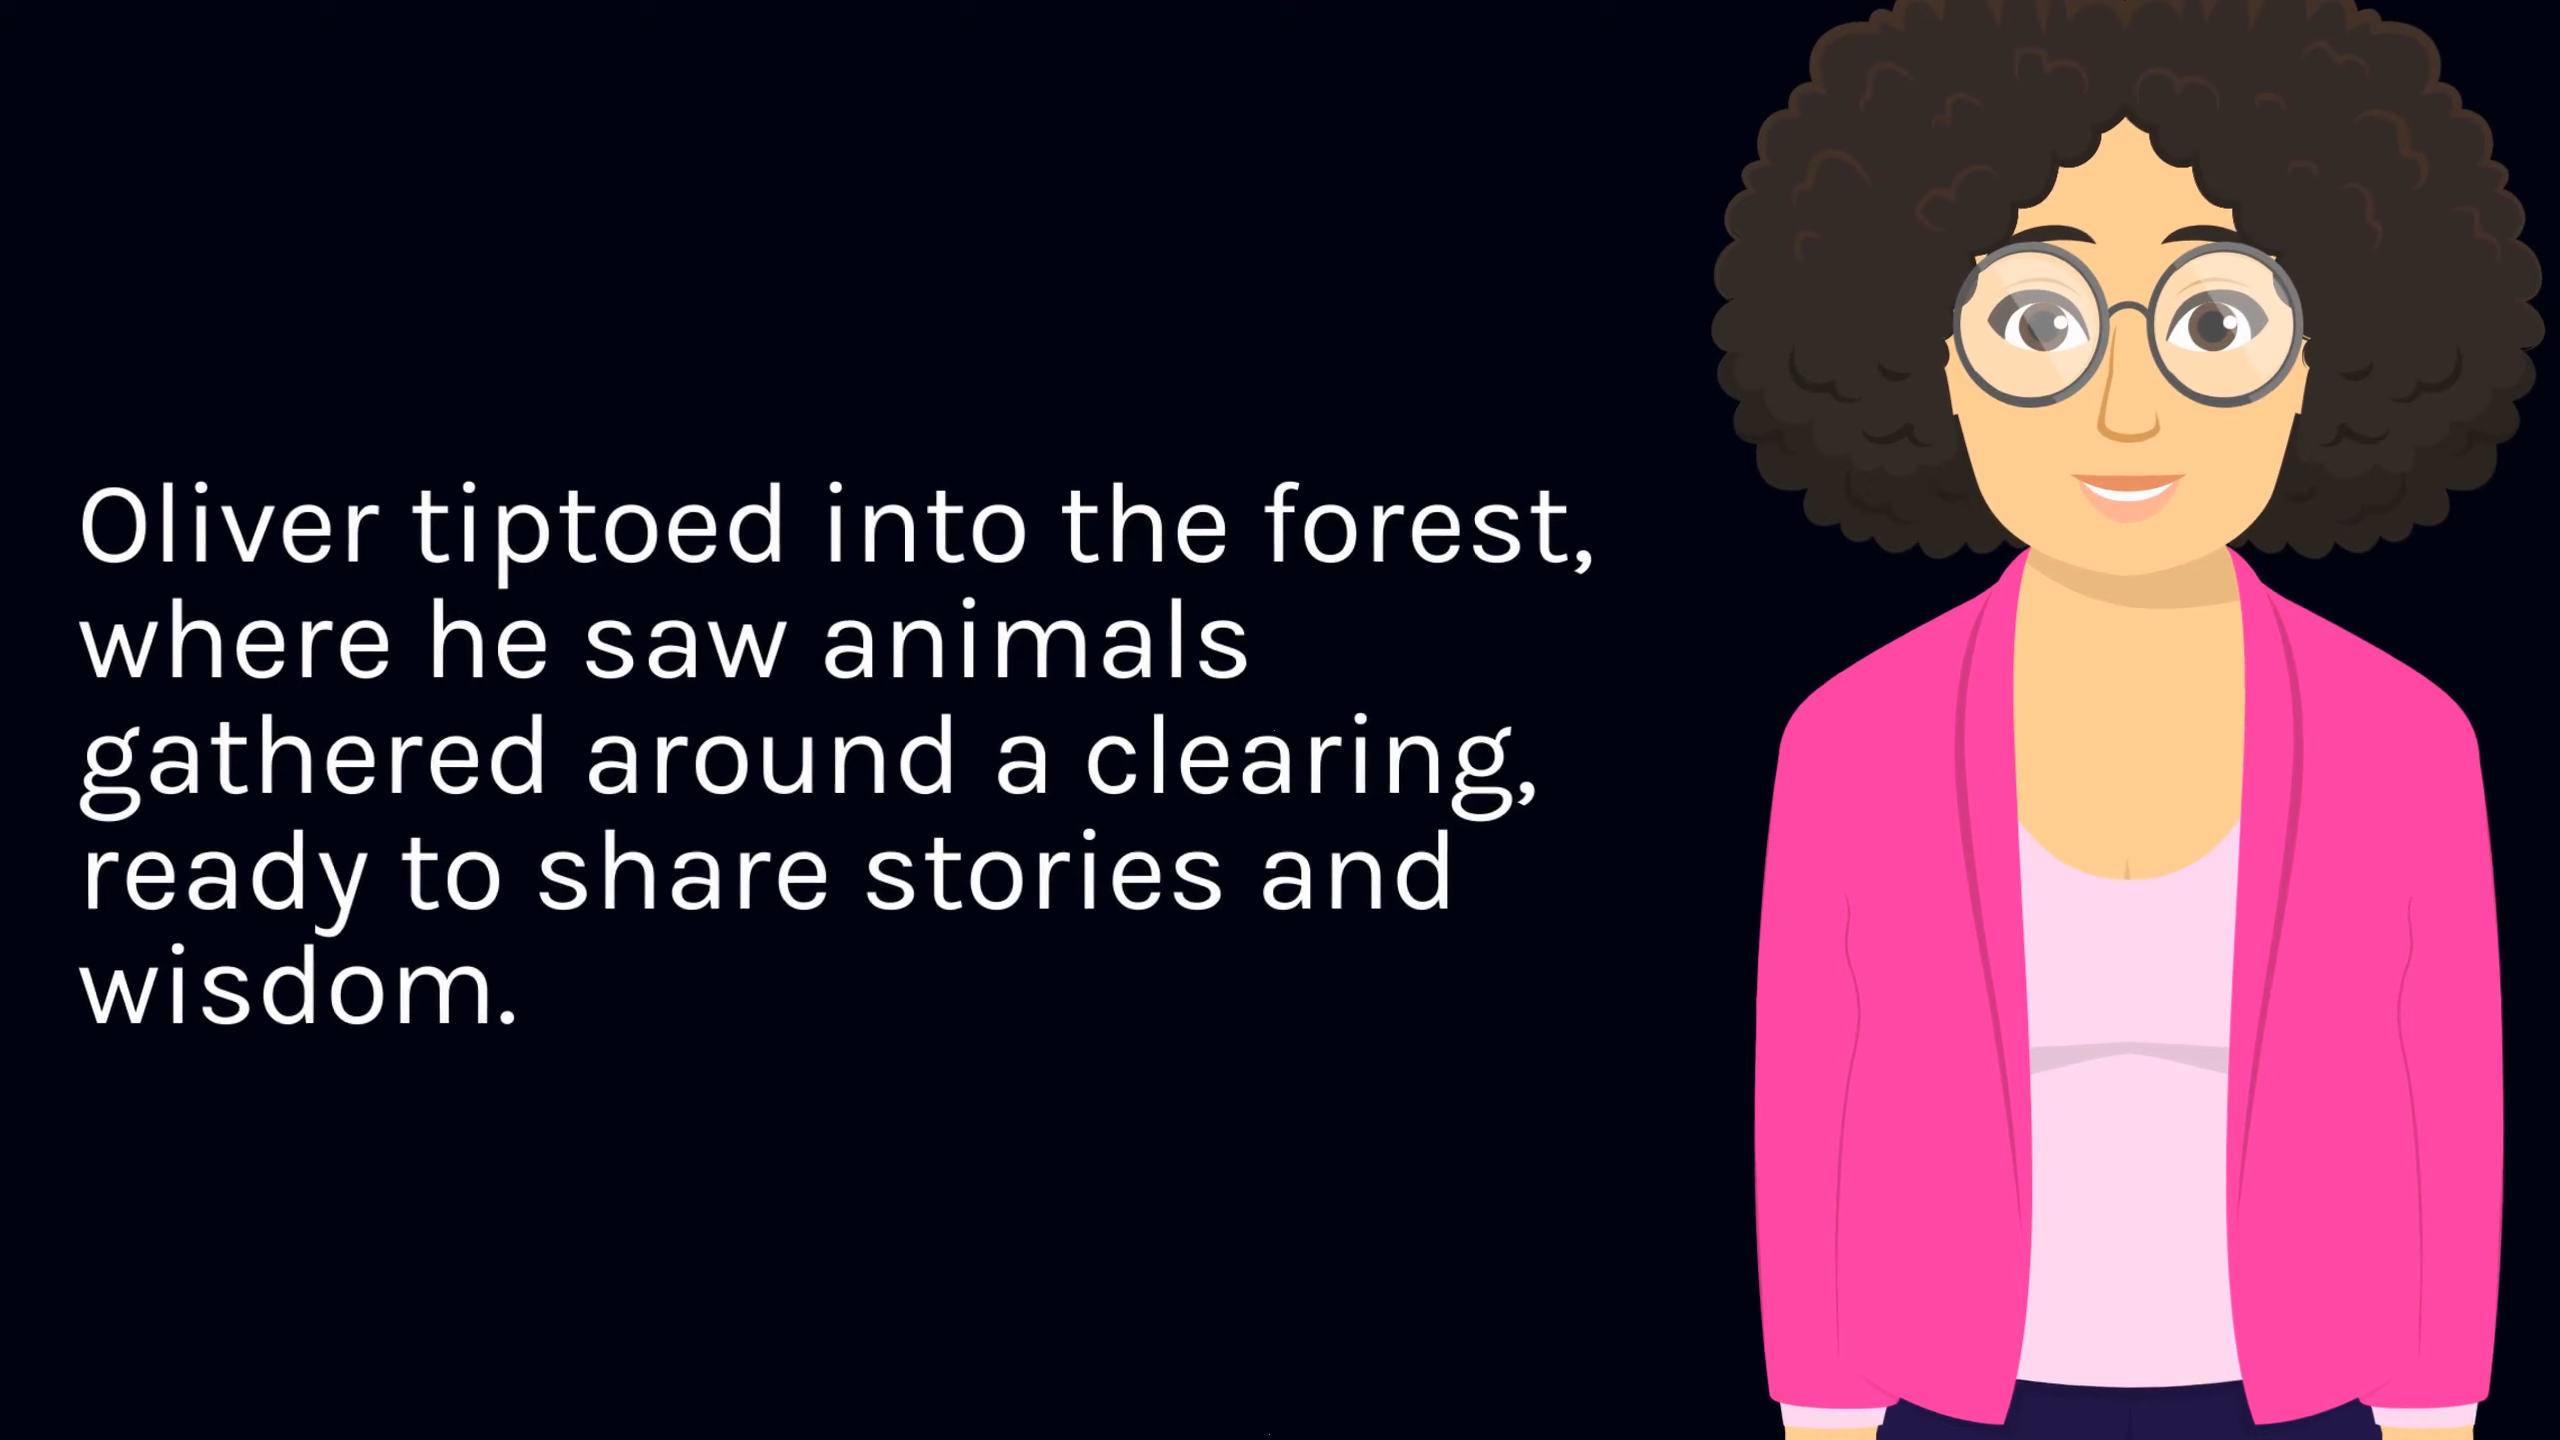 Oliver tiptoed into the forest,
where he saw animals
gathered around a clearing,
ready to share stories and
wisdom.